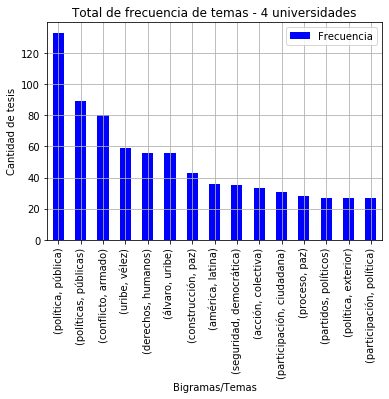 Total de frecuencia de temas - 4 universidades
Frecuencia
Cantidad de tesis
120
100
80
60
40
20
0
(política, pública)
(políticas, públicas)
(conflicto, armado)
(uribe, vélez)
(derechos, humanos)
(álvaro, uribe)
(construcción, paz)
(américa, latina)
(seguridad, democrática)
(acción, colectiva)
(participación, ciudadana)
(proceso, paz)
(partidos, políticos)
(política, exterior)
(participación, política)
Bigramas/Temas